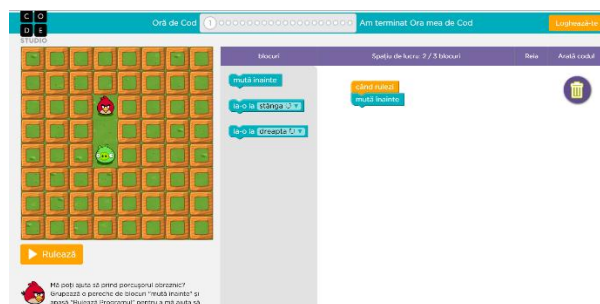 C O
D E
STUDIO
Oră de Cod
1
Am terminat Ora mea de Cod
Loghează-te
blocuri
Spațiu de lucru: 2 / 3 blocuri
Reia
Arată codul
mută înainte
ia-o la stânga
ia-o la dreapta
când rulezi
mută înainte
Rulează
Mă poți ajuta să prind porcușorul obraznic?
Grupează o pereche de blocuri "mută înainte" și
apasă "Rulează Programul" pentru a mă ajuta să